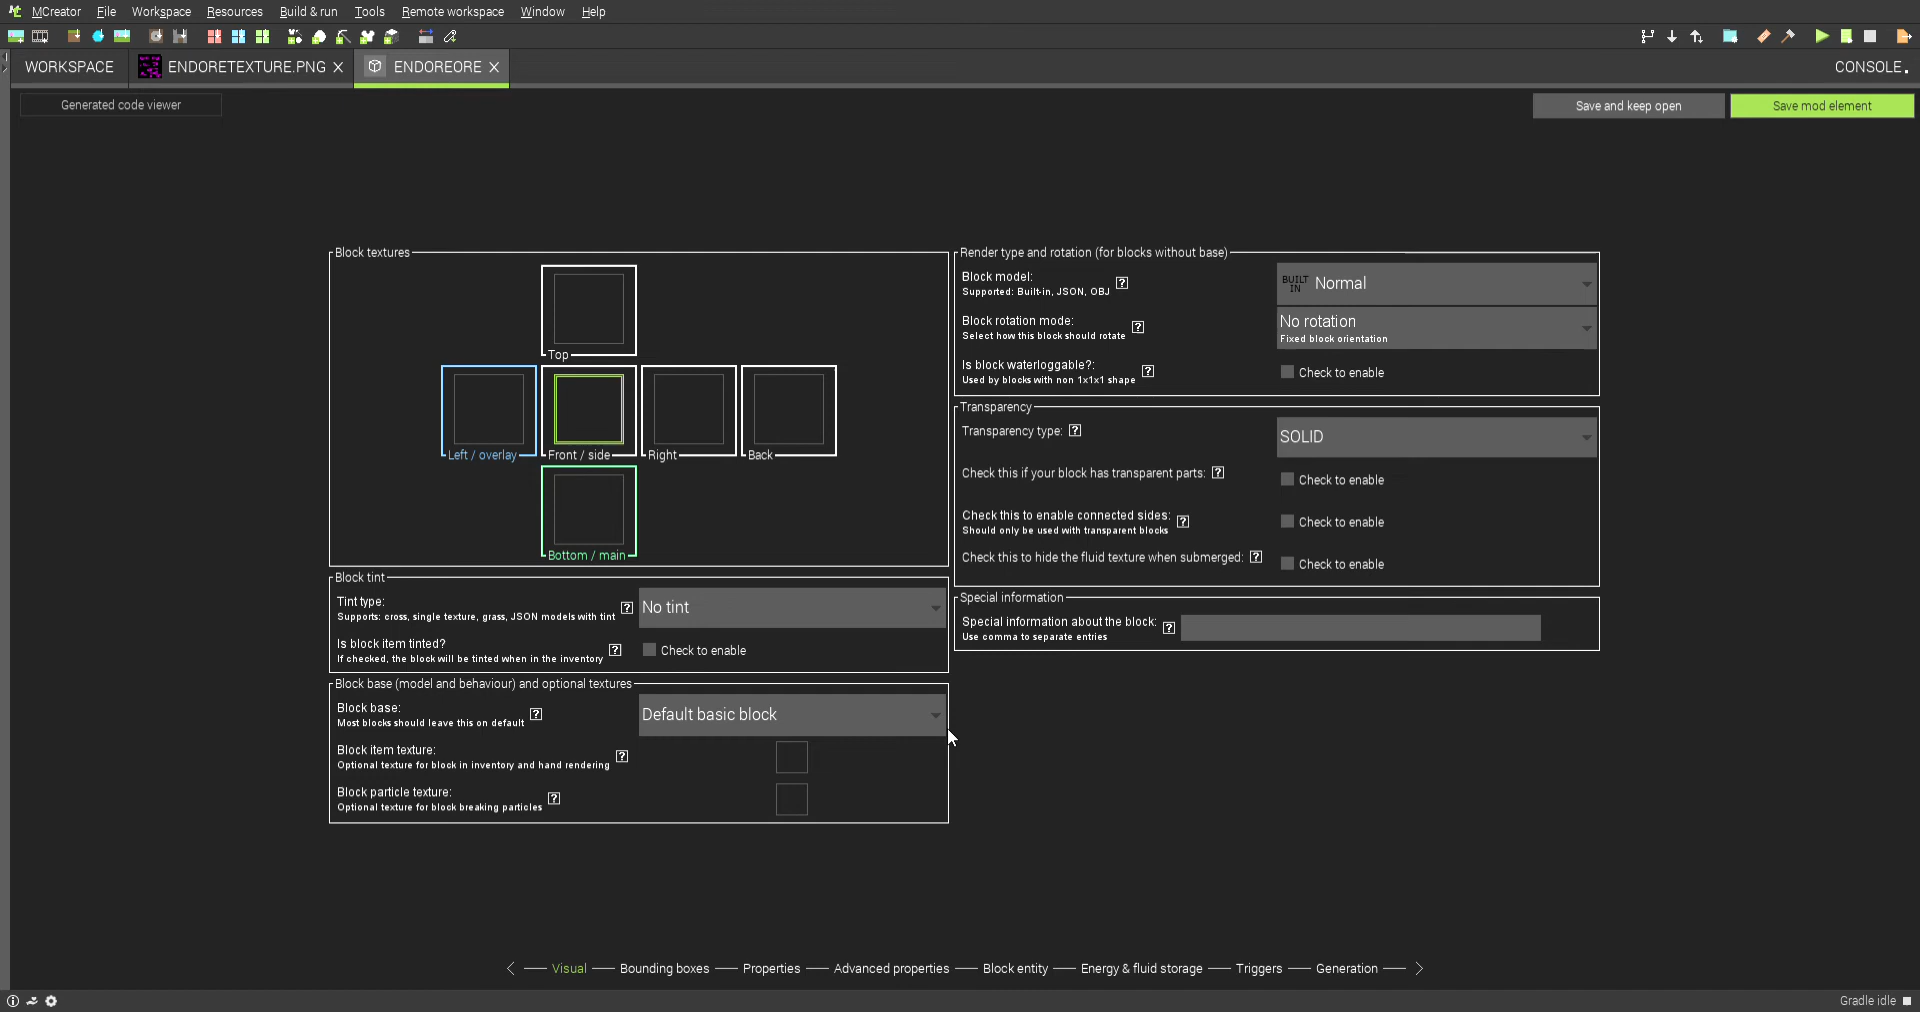 MCreator File Workspace Resources Build & run Tools Remote workspace Window Help
WORKSPACE ENDORETEXTURE.PNG ENDOREORE CONSOLE
Generated code viewer Save and keep open Save mod element
Block textures
Top
Left / overlay Front / side Right Back
Bottom / main
Block tint
Tint type: ? No tint
Supports: cross, single texture, grass, JSON models with tint
Is block item tinted? ? Check to enable
If checked, the block will be tinted when in the inventory
Block base (model and behaviour) and optional textures
Block base: ? Default basic block
Most blocks should leave this on default
Block item texture: ?
Optional texture for block in inventory and hand rendering
Block particle texture: ?
Optional texture for block breaking particles
Render type and rotation (for blocks without base)
Block model: ? BUILT IN Normal
Supported: Built-in, JSON, OBJ
Block rotation mode: ? No rotation
Select how this block should rotate Fixed block orientation
Is block waterloggable?: ? Check to enable
Used by blocks with non 1x1x1 shape
Transparency
Transparency type: ? SOLID
Check this if your block has transparent parts: ? Check to enable
Check this to enable connected sides: ? Check to enable
Should only be used with transparent blocks
Check this to hide the fluid texture when submerged: ? Check to enable
Special information
Special information about the block: ?
Use comma to separate entries
Visual Bounding boxes Properties Advanced properties Block entity Energy & fluid storage Triggers Generation
Gradle idle